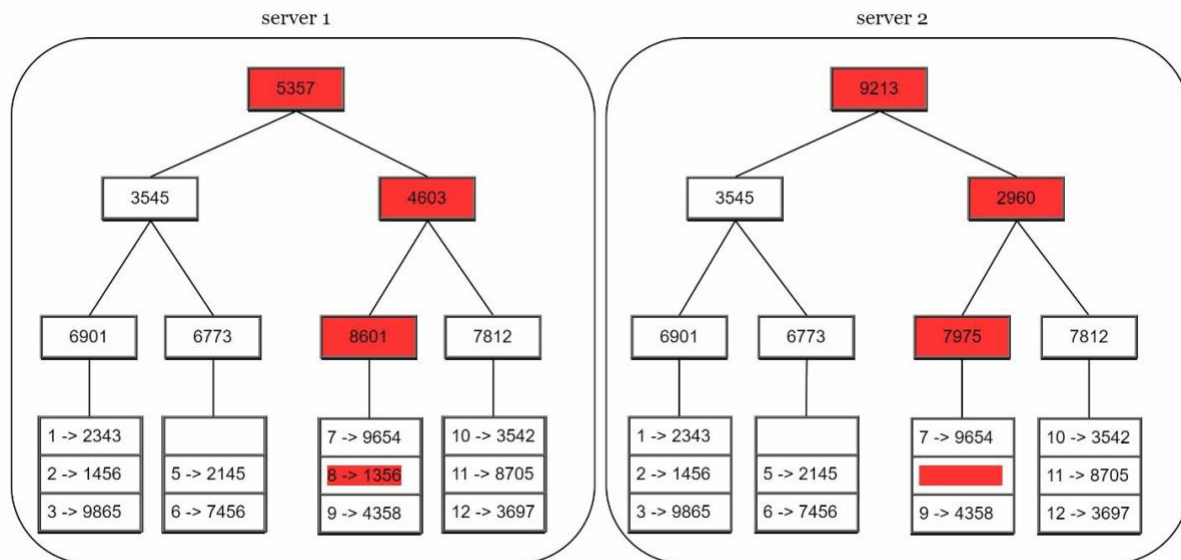 server 1
server 2
5357
9213
3545
4603
3545
2960
6901
6773
8601
7812
6901
6773
7975
7812
1 -> 2343
2 -> 1456
3 -> 9865
5 -> 2145
6 -> 7456
7 -> 9654
8 -> 1356
9 -> 4358
10 -> 3542
11 -> 8705
12 -> 3697
1 -> 2343
2 -> 1456
3 -> 9865
5 -> 2145
6 -> 7456
7 -> 9654
9 -> 4358
10 -> 3542
11 -> 8705
12 -> 3697